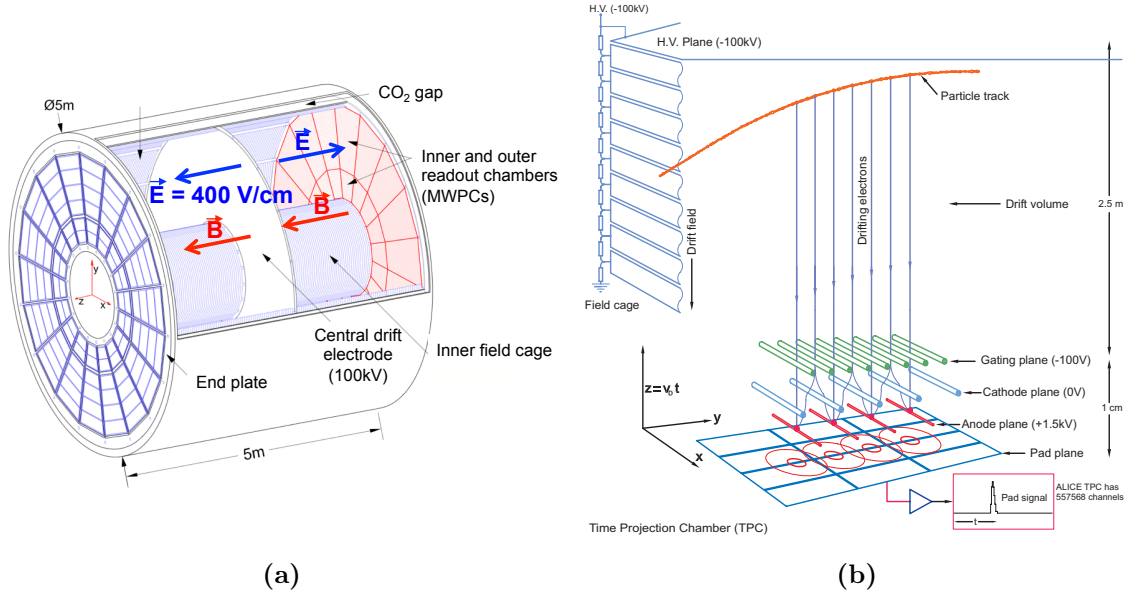 Ø5m
CO₂ gap
E
E = 400 V/cm
B
B
Inner and outer
readout chambers
(MWPCs)
y
z
x
Central drift
electrode
(100kV)
Inner field cage
End plate
5m
(a)
H.V. (-100kV)
H.V. Plane (-100kV)
Particle track
Drifting electrons
Drift volume
2.5 m
Drift field
Field cage
Gating plane (-100V)
Cathode plane (0V)
1 cm
Anode plane (+1.5kV)
Pad plane
z=v_D t
y
x
Pad signal
t
ALICE TPC has
557568 channels
Time Projection Chamber (TPC)
(b)